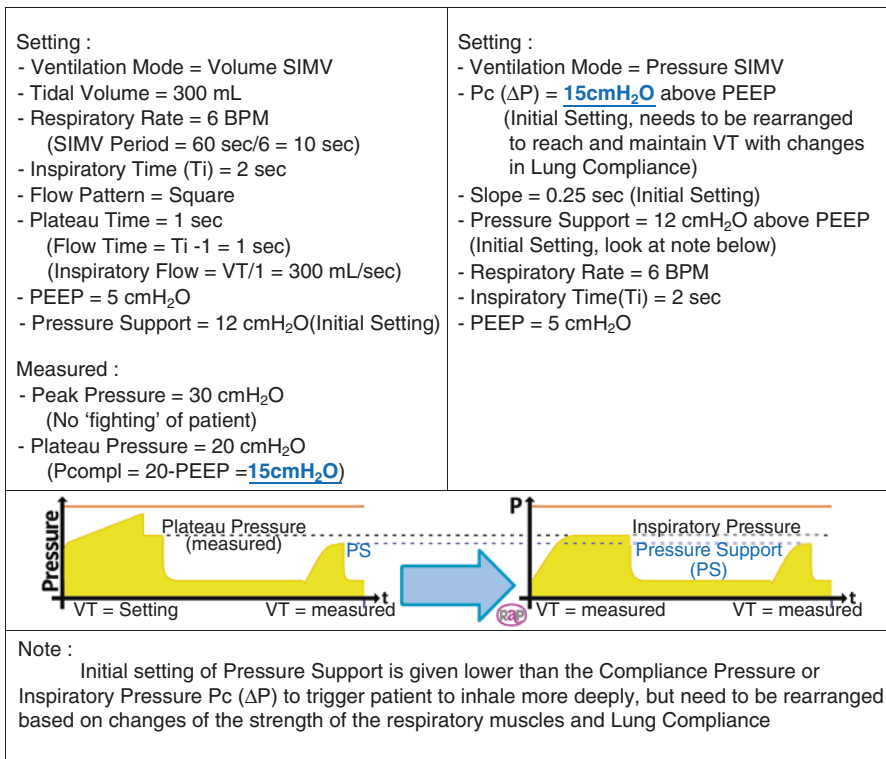 Setting :
- Ventilation Mode = Volume SIMV
- Tidal Volume = 300 mL
- Respiratory Rate = 6 BPM
(SIMV Period = 60 sec/6 = 10 sec)
- Inspiratory Time (Ti) = 2 sec
- Flow Pattern = Square
- Plateau Time = 1 sec
(Flow Time = Ti -1 = 1 sec)
(Inspiratory Flow = VT/1 = 300 mL/sec)
- PEEP = 5 cmH₂O
- Pressure Support = 12 cmH₂O(Initial Setting)
Measured :
- Peak Pressure = 30 cmH₂O
(No ‘fighting’ of patient)
- Plateau Pressure = 20 cmH₂O
(Pcompl = 20-PEEP =15cmH₂O)
Setting :
- Ventilation Mode = Pressure SIMV
- Pc (ΔP) = 15cmH₂O above PEEP
(Initial Setting, needs to be rearranged
to reach and maintain VT with changes
in Lung Compliance)
- Slope = 0.25 sec (Initial Setting)
- Pressure Support = 12 cmH₂O above PEEP
(Initial Setting, look at note below)
- Respiratory Rate = 6 BPM
- Inspiratory Time(Ti) = 2 sec
- PEEP = 5 cmH₂O
Pressure
Plateau Pressure
(measured)
PS
t
VT = Setting
VT = measured
P
Inspiratory Pressure
Pressure Support
(PS)
t
RaP
VT = measured
VT = measured
Note :
Initial setting of Pressure Support is given lower than the Compliance Pressure or
Inspiratory Pressure Pc (ΔP) to trigger patient to inhale more deeply, but need to be rearranged
based on changes of the strength of the respiratory muscles and Lung Compliance